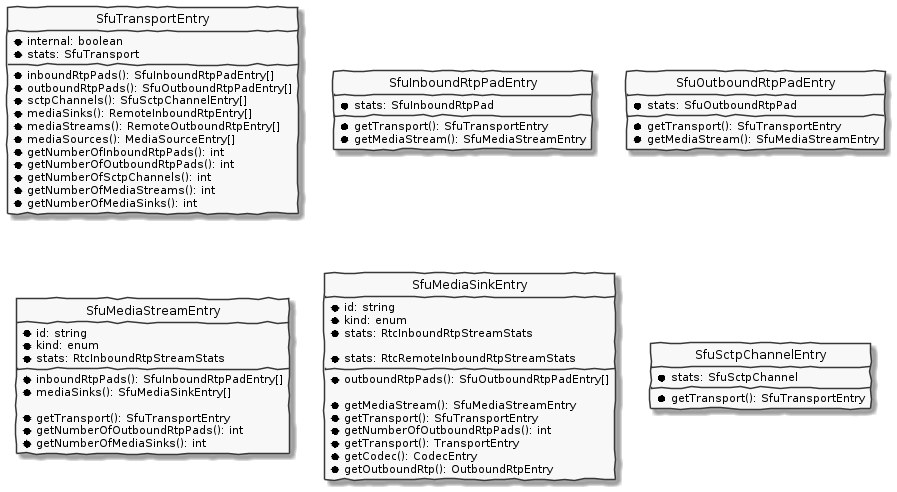 SfuTransportEntry
internal: boolean
stats: SfuTransport
inboundRtpPads(): SfuInboundRtpPadEntry[]
outboundRtpPads(): SfuOutboundRtpPadEntry[]
sctpChannels(): SfuSctpChannelEntry[]
mediaSinks(): RemoteInboundRtpEntry[]
mediaStreams(): RemoteOutboundRtpEntry[]
mediaSources(): MediaSourceEntry[]
getNumberOfInboundRtpPads(): int
getNumberOfOutboundRtpPads(): int
getNumberOfSctpChannels(): int
getNumberOfMediaStreams(): int
getNumberOfMediaSinks(): int
SfuInboundRtpPadEntry
stats: SfuInboundRtpPad
getTransport(): SfuTransportEntry
getMediaStream(): SfuMediaStreamEntry
SfuOutboundRtpPadEntry
stats: SfuOutboundRtpPad
getTransport(): SfuTransportEntry
getMediaStream(): SfuMediaStreamEntry
SfuMediaStreamEntry
id: string
kind: enum
stats: RtcInboundRtpStreamStats
inboundRtpPads(): SfuInboundRtpPadEntry[]
mediaSinks(): SfuMediaSinkEntry[]
getTransport(): SfuTransportEntry
getNumberOfOutboundRtpPads(): int
getNumberOfMediaSinks(): int
SfuMediaSinkEntry
id: string
kind: enum
stats: RtcInboundRtpStreamStats
stats: RtcRemoteInboundRtpStreamStats
outboundRtpPads(): SfuOutboundRtpPadEntry[]
getMediaStream(): SfuMediaStreamEntry
getTransport(): SfuTransportEntry
getNumberOfOutboundRtpPads(): int
getTransport(): TransportEntry
getCodec(): CodecEntry
getOutboundRtp(): OutboundRtpEntry
SfuSctpChannelEntry
stats: SfuSctpChannel
getTransport(): SfuTransportEntry